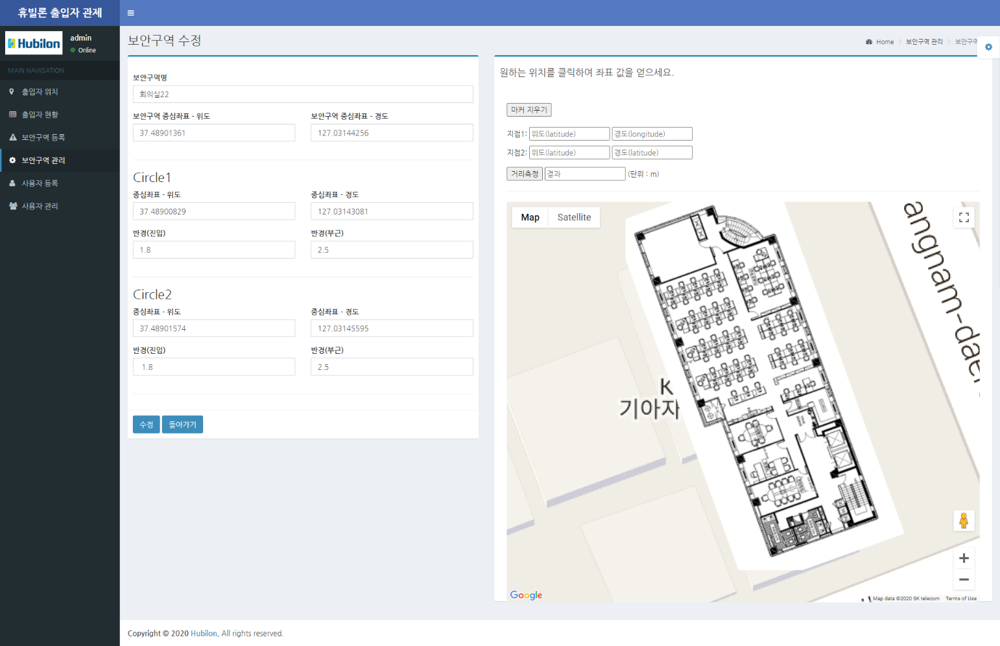 휴빌론 출입자 관제
Hubilon
admin
Online
MAIN NAVIGATION
출입자 위치
출입자 현황
보안구역 등록
보안구역 관리
사용자 등록
사용자 관리
보안구역 수정
Home > 보안구역 관리 > 보안구역
보안구역명
회의실22
보안구역 중심좌표 - 위도
보안구역 중심좌표 - 경도
37.48901361
127.03144256
Circle1
중심좌표 - 위도
중심좌표 - 경도
37.48900829
127.03143081
반경(진입)
반경(부근)
1.8
2.5
Circle2
중심좌표 - 위도
중심좌표 - 경도
37.48901574
127.03145595
반경(진입)
반경(부근)
1.8
2.5
수정
돌아가기
원하는 위치를 클릭하여 좌표 값을 얻으세요.
마커 지우기
지점1: 위도(latitude) 경도(longitude)
지점2: 위도(latitude) 경도(latitude)
거리측정 결과 (단위 : m)
Map
Satellite
angnam-dae
K
기아자
Google
Map data ©2020 SK telecom
Terms of Use
Copyright © 2020 Hubilon. All rights reserved.